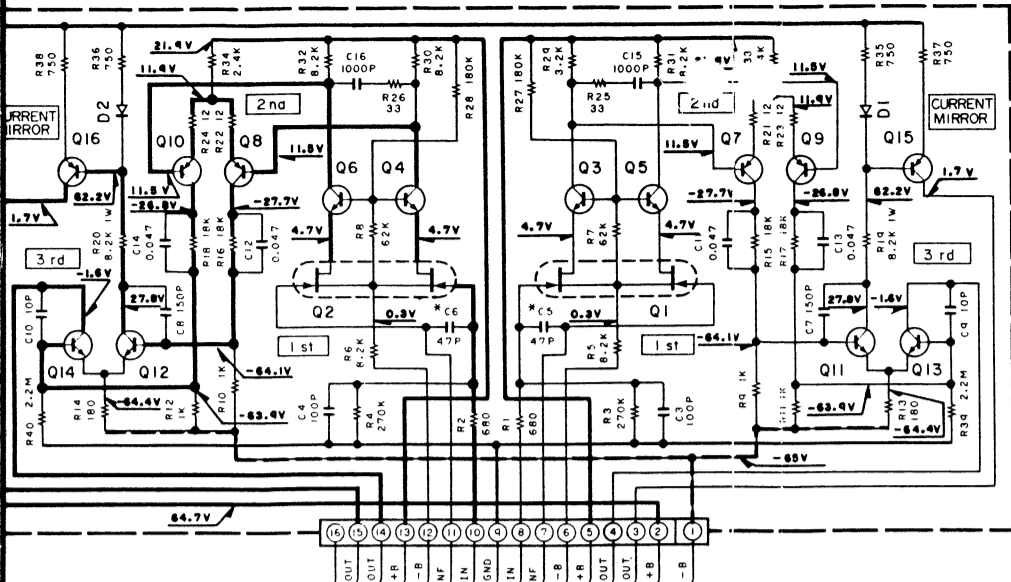 R38 750
R36 750
21.9V
R34 2.4K
R32 8.2K
C16 1000P
R30 8.2K
R28 180K
R27 180K
R29 3.2K
C15 1000P
R31 8.2K
9V
33 4K
R35 750
R37 750
11.9V
R26 33
R25 33
11.5V
2nd
2nd
11.9V
CURRENT MIRROR
D2
Q16
Q10
R24 12
R22 12
Q8
11.5V
Q6
Q4
Q3
Q5
11.5V
Q7
R21 12
R23 12
Q9
D1
Q15
CURRENT MIRROR
1.7V
62.2V
11.5V
-26.8V
-27.7V
-27.7V
-26.8V
62.2V
1.7V
R20 8.2K 1W
C14 0.047
R18 18K
R16 18K
C12 0.047
4.7V
R8 62K
4.7V
4.7V
R7 62K
4.7V
C11 0.047
R15 18K
R17 18K
C13 0.047
R19 8.2K 1W
3rd
3rd
-1.6V
27.8V
C10 10P
C8 150P
Q2
0.3V
* C6 47P
* C5 47P
0.3V
Q1
C7 150P
27.8V
-1.6V
C9 10P
1st
R6 8.2K
R5 8.2K
1st
-64.1V
-64.1V
Q14
Q12
Q11
Q13
R40 2.2M
R14 180
-64.4V
R12 1K
R10 1K
-63.9V
C4 100P
R4 270K
R2 680
R1 680
R3 270K
C3 100P
R9 1K
1K
-63.9V
R13 180
-64.4V
R39 2.2M
-65V
64.7V
16 15 14 13 12 11 10 9 8 7 6 5 4 3 2 1
OUT OUT +B -B NF IN GND IN NF -B +B OUT OUT +B -B